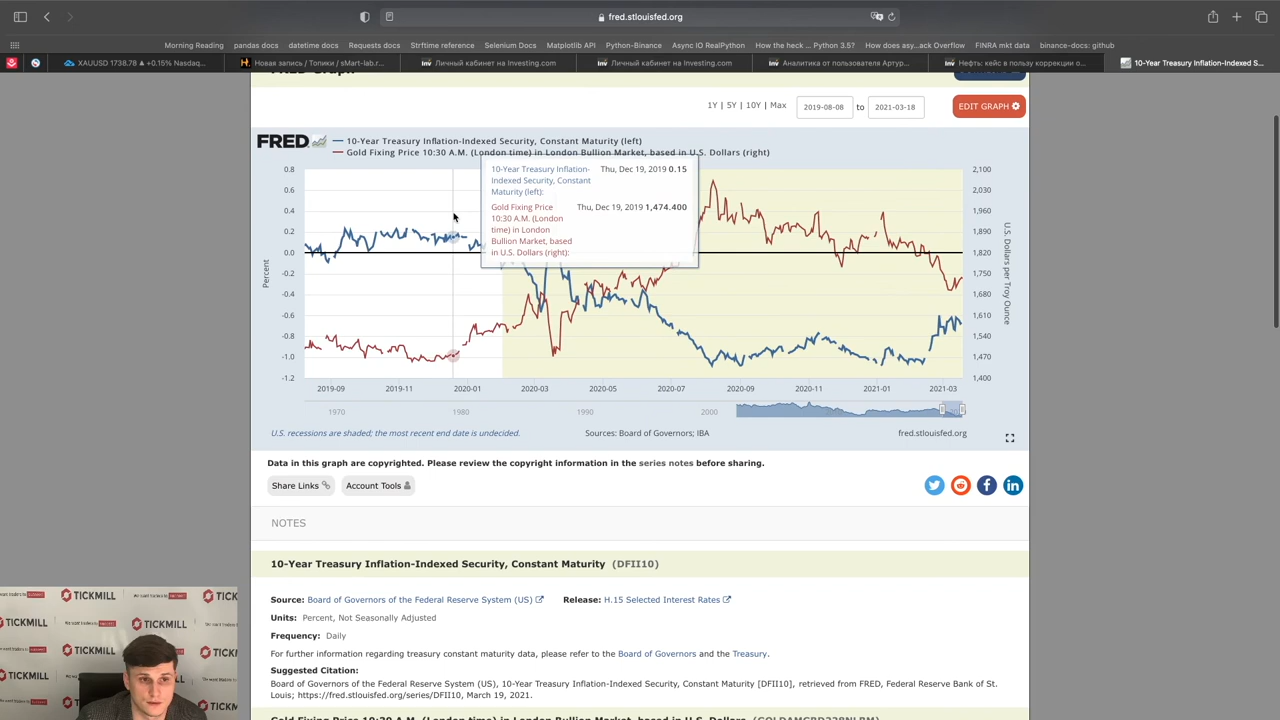 fred.stlouisfed.org
Morning Reading
pandas docs
datetime docs
Requests docs
Strftime reference
Selenium Docs
Matplotlib API
Python-Binance
Async IO RealPython
How the heck ... Python 3.5?
How does asy...ack Overflow
FINRA mkt data
binance-docs: github
XAUUSD 1738.78 ▲ +0.15% Nasdaq...
Новая запись / Топики / sMart-lab.r...
Личный кабинет на Investing.com
Личный кабинет на Investing.com
Аналитика от пользователя Артур...
Нефть: кейс в пользу коррекции о...
10-Year Treasury Inflation-Indexed S...
1Y | 5Y | 10Y | Max
2019-08-08
to
2021-03-18
EDIT GRAPH
FRED
10-Year Treasury Inflation-Indexed Security, Constant Maturity (left)
Gold Fixing Price 10:30 A.M. (London time) in London Bullion Market, based in U.S. Dollars (right)
10-Year Treasury Inflation-Indexed Security, Constant Maturity (left):
Thu, Dec 19, 2019 0.15
Gold Fixing Price 10:30 A.M. (London time) in London Bullion Market, based in U.S. Dollars (right):
Thu, Dec 19, 2019 1,474.400
0.8
0.6
0.4
0.2
0.0
-0.2
-0.4
-0.6
-0.8
-1.0
-1.2
Percent
2,100
2,030
1,960
1,890
1,820
1,750
1,680
1,610
1,540
1,470
1,400
U.S. Dollars per Troy Ounce
2019-09
2019-11
2020-01
2020-03
2020-05
2020-07
2020-09
2020-11
2021-01
2021-03
1970
1980
1990
2000
U.S. recessions are shaded; the most recent end date is undecided.
Sources: Board of Governors; IBA
fred.stlouisfed.org
Data in this graph are copyrighted. Please review the copyright information in the series notes before sharing.
Share Links
Account Tools
NOTES
10-Year Treasury Inflation-Indexed Security, Constant Maturity (DFII10)
Source: Board of Governors of the Federal Reserve System (US)
Release: H.15 Selected Interest Rates
Units: Percent, Not Seasonally Adjusted
Frequency: Daily
For further information regarding treasury constant maturity data, please refer to the Board of Governors and the Treasury.
Suggested Citation:
Board of Governors of the Federal Reserve System (US), 10-Year Treasury Inflation-Indexed Security, Constant Maturity [DFII10], retrieved from FRED, Federal Reserve Bank of St.
Louis; https://fred.stlouisfed.org/series/DFII10, March 19, 2021.
TICKMILL
TICKMILL
TICKMILL
TICKMILL
TICKMILL
TICKMILL